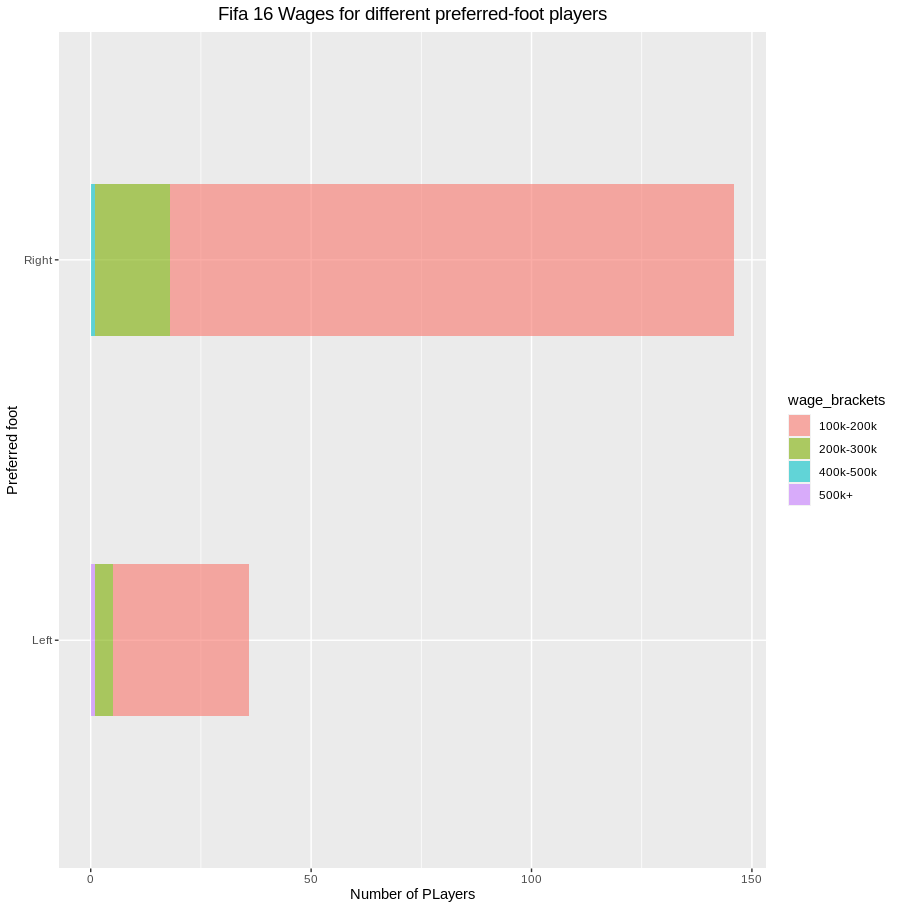 Fifa 16 Wages for different preferred-foot players
Right
Left
Preferred foot
0
50
100
150
Number of PLayers
wage_brackets
100k-200k
200k-300k
400k-500k
500k+